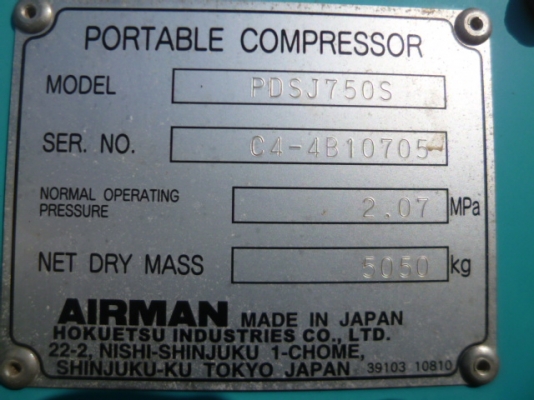 PORTABLE COMPRESSOR
MODEL PDSJ750S
SER. NO. C4-4B10705
NORMAL OPERATING
PRESSURE 2.07 MPa
NET DRY MASS 5050 kg
AIRMAN MADE IN JAPAN
HOKUETSU INDUSTRIES CO., LTD.
22-2, NISHI-SHINJUKU 1-CHOME,
SHINJUKU-KU TOKYO JAPAN 39103 10810